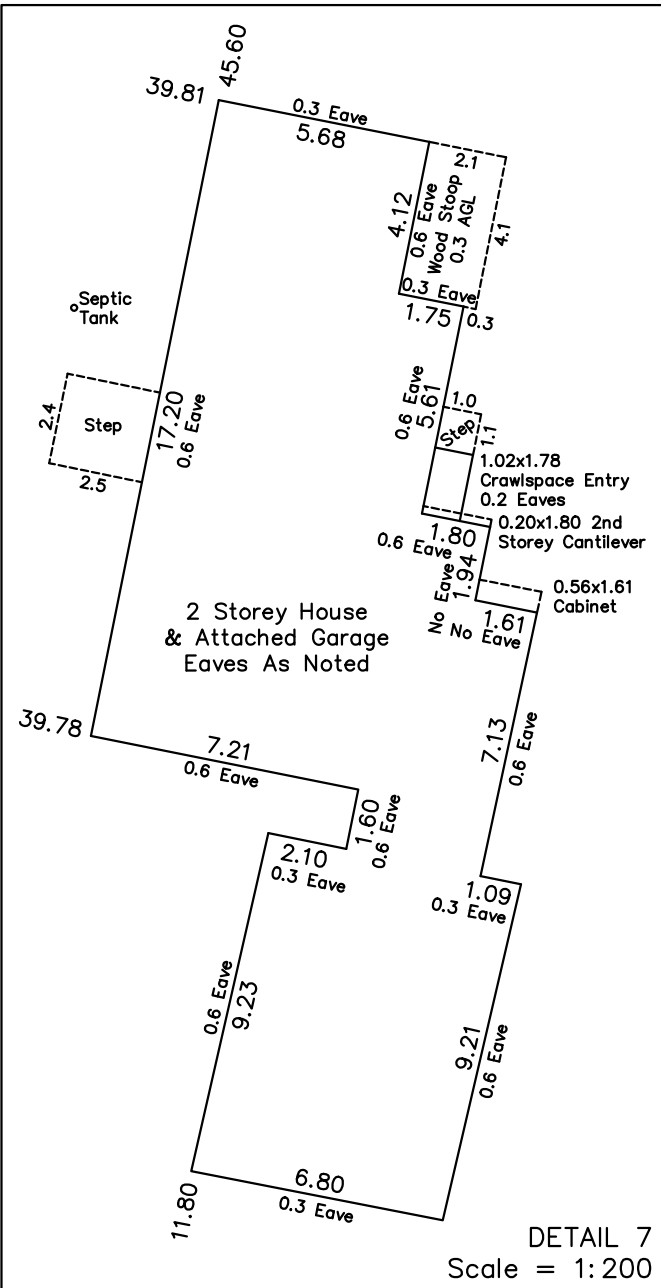 45.60
39.81
0.3 Eave
5.68
2.1
4.12
0.6 Eave
Wood Stoop
0.3 AGL
4.1
0.3 Eave
1.75
0.3
Septic
Tank
2.4
Step
2.5
17.20
0.6 Eave
0.6 Eave
5.61
1.0
Step
1.1
1.02x1.78
Crawlspace Entry
0.2 Eaves
1.80
0.6 Eave
0.20x1.80 2nd
Storey Cantilever
No Eave
1.94
0.56x1.61
Cabinet
1.61
No Eave
2 Storey House
& Attached Garage
Eaves As Noted
39.78
7.21
0.6 Eave
7.13
0.6 Eave
1.60
0.6 Eave
2.10
0.3 Eave
1.09
0.3 Eave
0.6 Eave
9.23
9.21
0.6 Eave
6.80
0.3 Eave
11.80
DETAIL 7
Scale = 1:200